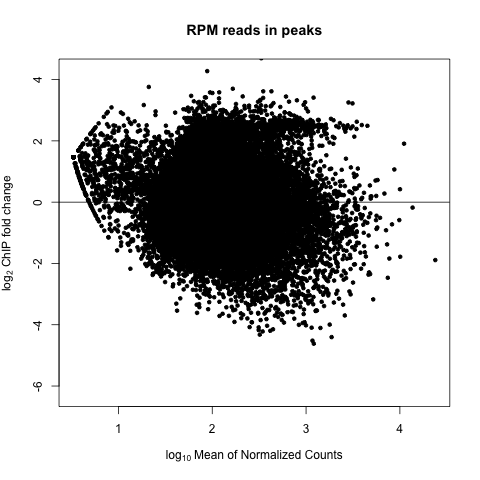 RPM reads in peaks
log₂ ChIP fold change
4
2
0
-2
-4
-6
1 2 3 4
log₁₀ Mean of Normalized Counts